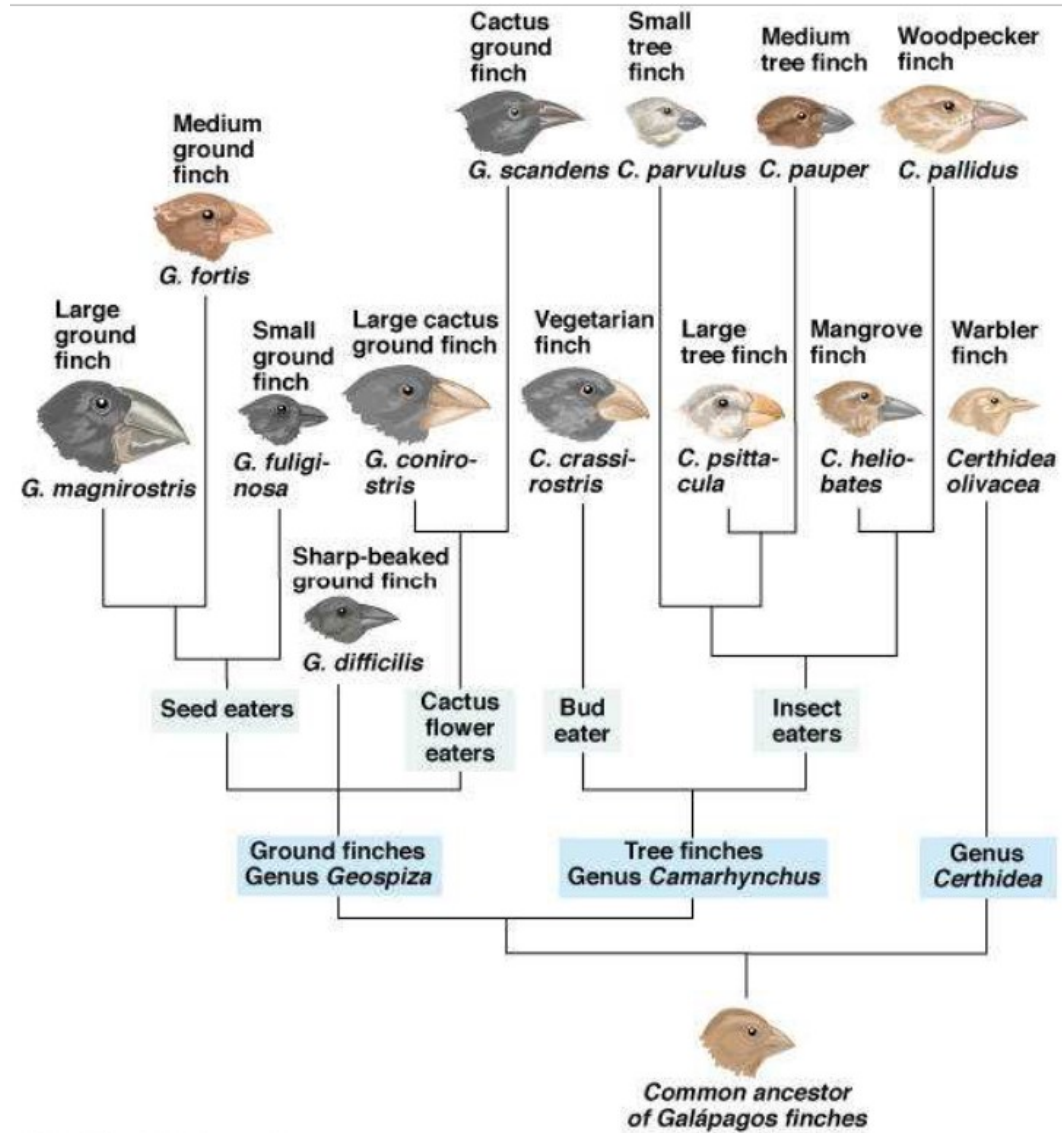 Cactus
ground
finch
G. scandens
Small
tree
finch
C. parvulus
Medium
tree finch
C. pauper
Woodpecker
finch
C. pallidus
Medium
ground
finch
G. fortis
Large
ground
finch
G. magnirostris
Small
ground
finch
G. fuligi-
nosa
Large cactus
ground finch
G. coniro-
stris
Vegetarian
finch
C. crassi-
rostris
Large
tree finch
C. psitta-
cula
Mangrove
finch
C. helio-
bates
Warbler
finch
Certhidea
olivacea
Sharp-beaked
ground finch
G. difficilis
Seed eaters
Cactus
flower
eaters
Bud
eater
Insect
eaters
Ground finches
Genus Geospiza
Tree finches
Genus Camarhynchus
Genus
Certhidea
Common ancestor
of Galápagos finches